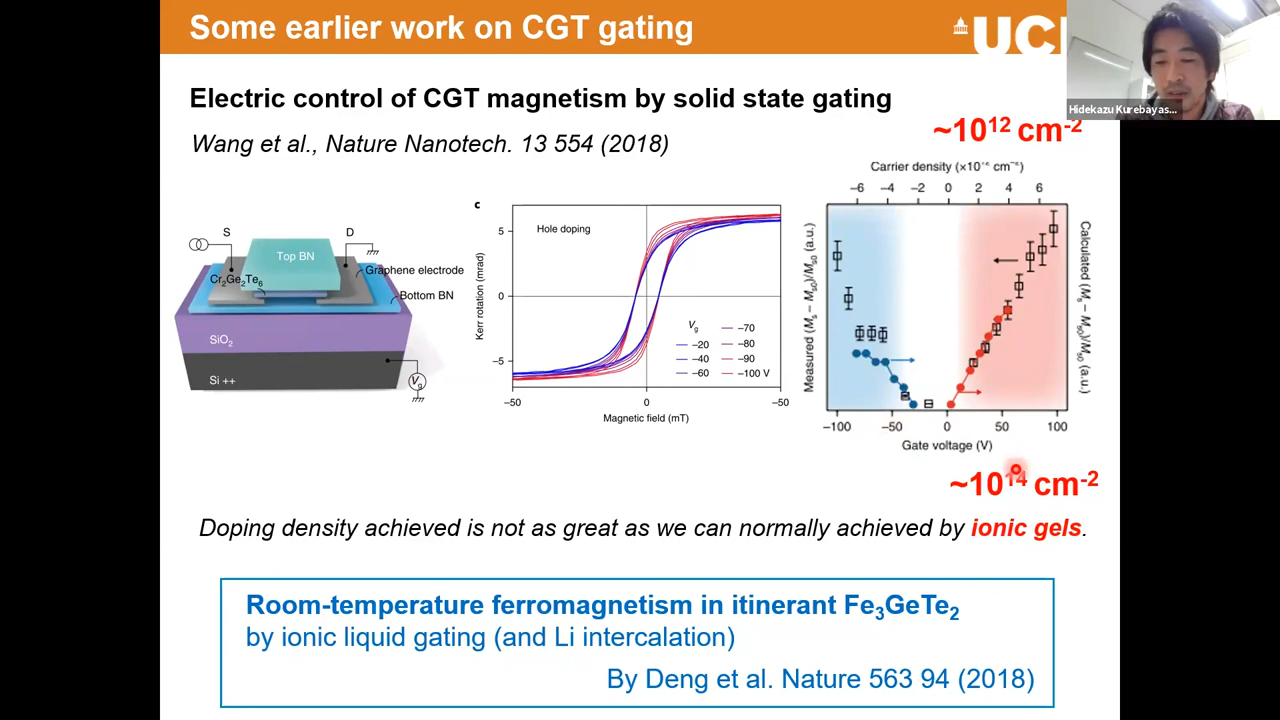 Some earlier work on CGT gating
UCL
Hidekazu Kurebayas...
Electric control of CGT magnetism by solid state gating
~10¹² cm⁻²
Wang et al., Nature Nanotech. 13 554 (2018)
Carrier density
−6 −4 −2 0 2 4 6
c
Hole doping
5
0
−5
Kerr rotation (mrad)
Vg
−20
−40
−60
−70
−80
−90
−100 V
−50 0 −50
Magnetic field (mT)
S
D
Top BN
Graphene electrode
Cr₂Ge₂Te₆
Bottom BN
SiO₂
Si ++
Vg
Measured (Ms − Ms0)/Ms0 (a.u.)
Calculated (Ms − Ms0)/Ms0 (a.u.)
−100 −50 0 50 100
Gate voltage (V)
~10¹⁴ cm⁻²
Doping density achieved is not as great as we can normally achieved by ionic gels.
Room-temperature ferromagnetism in itinerant Fe₃GeTe₂
by ionic liquid gating (and Li intercalation)
By Deng et al. Nature 563 94 (2018)